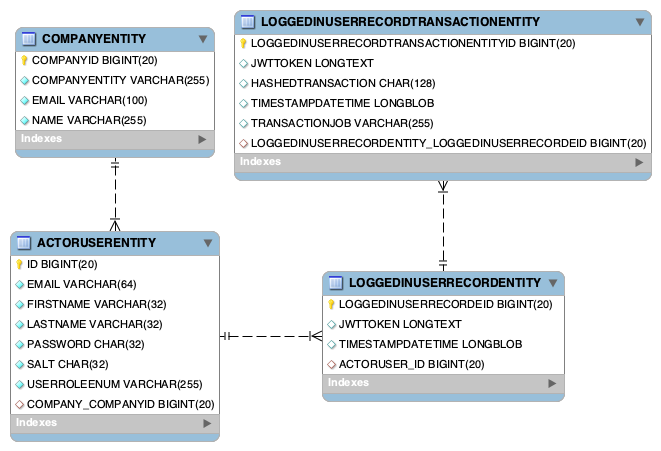 COMPANYENTITY
COMPANYID BIGINT(20)
COMPANYENTITY VARCHAR(255)
EMAIL VARCHAR(100)
NAME VARCHAR(255)
Indexes
LOGGEDINUSERRECORDTRANSACTIONENTITY
LOGGEDINUSERRECORDTRANSACTIONENTITYID BIGINT(20)
JWTTOKEN LONGTEXT
HASHEDTRANSACTION CHAR(128)
TIMESTAMPDATETIME LONGBLOB
TRANSACTIONJOB VARCHAR(255)
LOGGEDINUSERRECORDENTITY_LOGGEDINUSERRECORDEID BIGINT(20)
Indexes
ACTORUSERENTITY
ID BIGINT(20)
EMAIL VARCHAR(64)
FIRSTNAME VARCHAR(32)
LASTNAME VARCHAR(32)
PASSWORD CHAR(32)
SALT CHAR(32)
USERROLEENUM VARCHAR(255)
COMPANY_COMPANYID BIGINT(20)
Indexes
LOGGEDINUSERRECORDENTITY
LOGGEDINUSERRECORDEID BIGINT(20)
JWTTOKEN LONGTEXT
TIMESTAMPDATETIME LONGBLOB
ACTORUSER_ID BIGINT(20)
Indexes